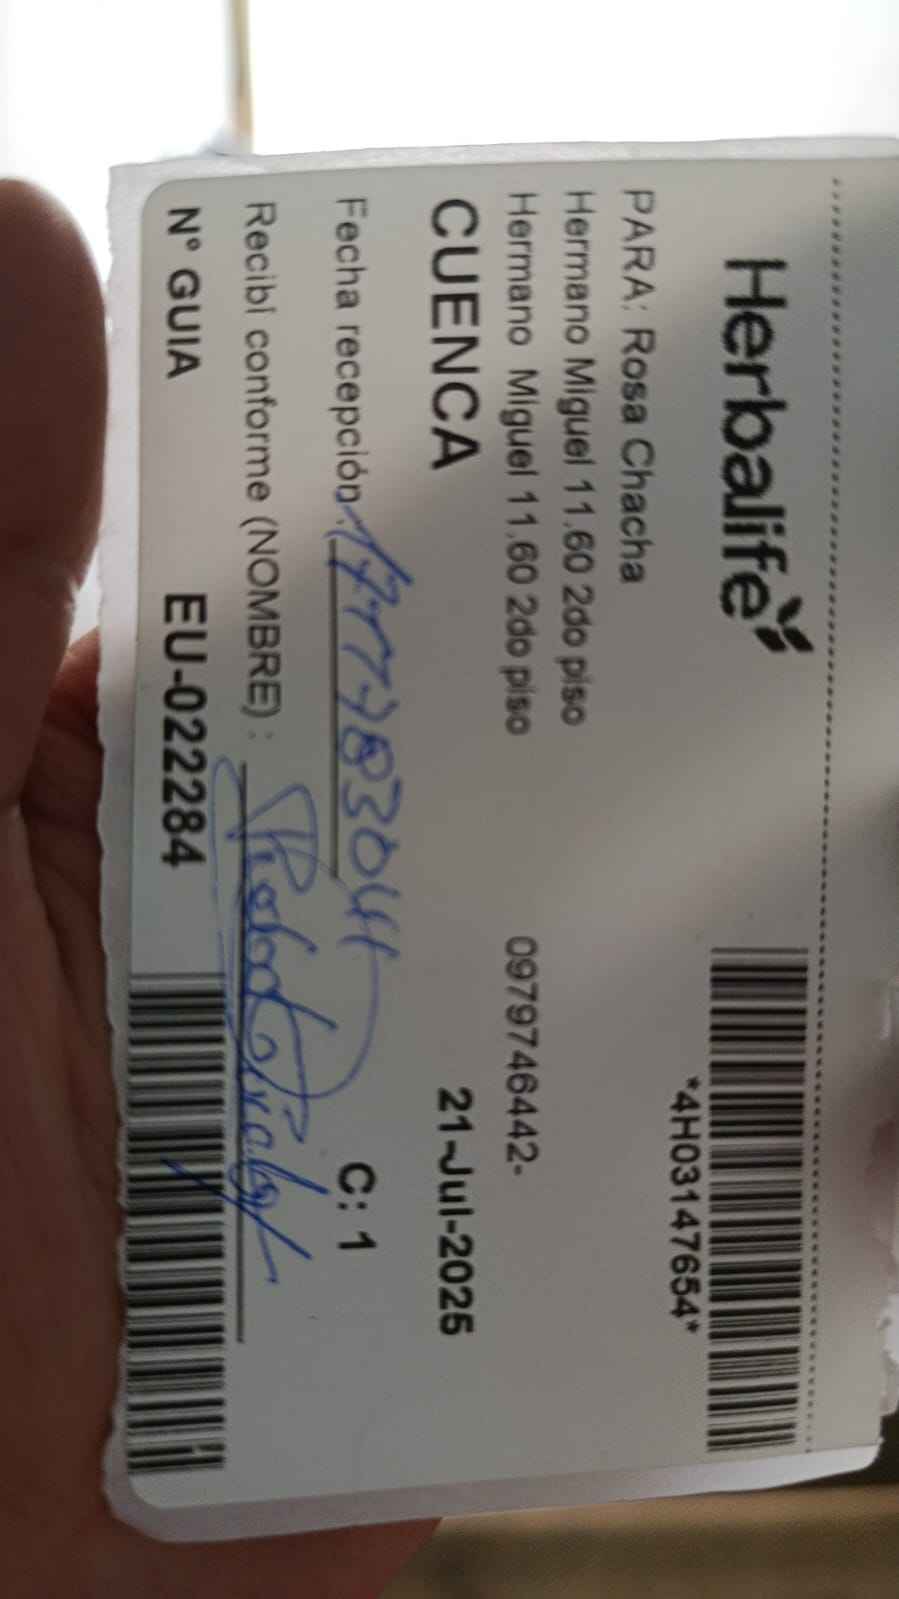 Herbalife
*4H03147654*
PARA: Rosa Chacha
Hermano Miguel 11.60 2do piso
Hermano Miguel 11.60 2do piso 0979746442-
CUENCA 21-Jul-2025
Fecha recepción: C: 1
Recibí conforme (NOMBRE) :
N° GUIA EU-022284